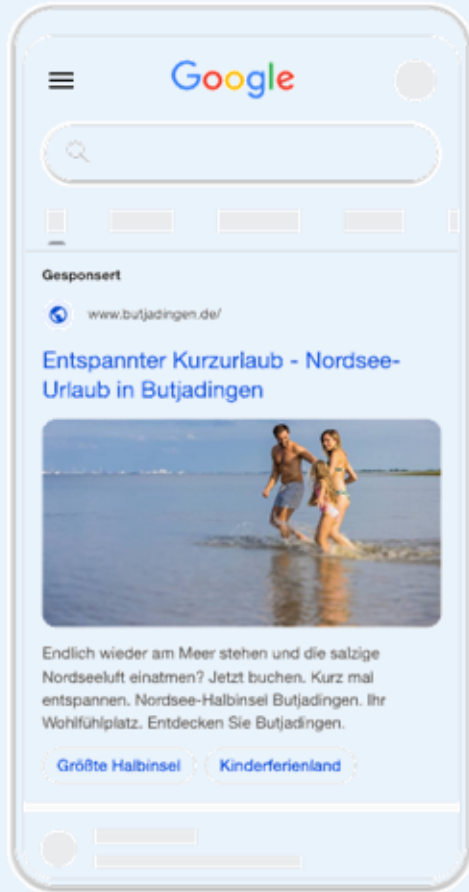 Google
Gesponsert
www.butjadingen.de/
Entspannter Kurzurlaub - Nordsee-
Urlaub in Butjadingen
Endlich wieder am Meer stehen und die salzige
Nordseeluft einatmen? Jetzt buchen. Kurz mal
entspannen. Nordsee-Halbinsel Butjadingen. Ihr
Wohlfühlplatz. Entdecken Sie Butjadingen.
Größte Halbinsel Kinderferienland